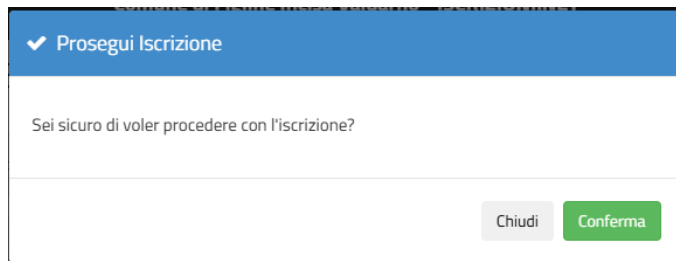 Prosegui Iscrizione
Sei sicuro di voler procedere con l'iscrizione?
Chiudi
Conferma